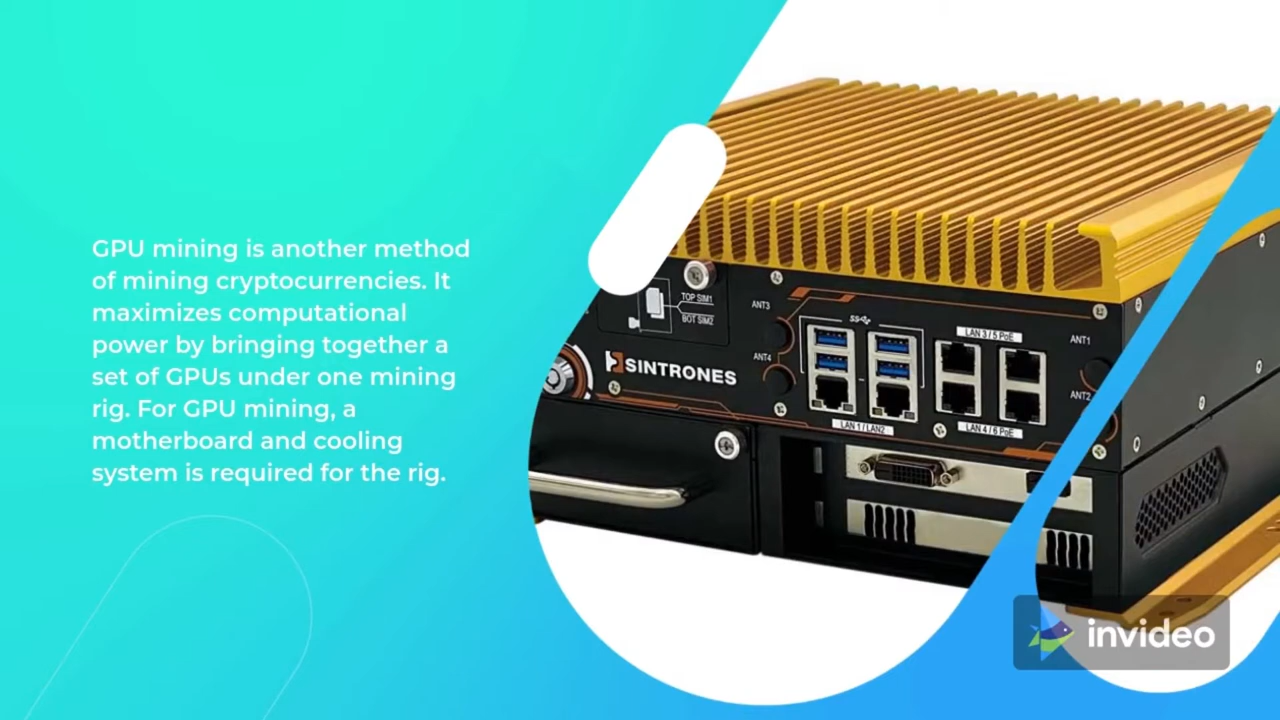 GPU mining is another method
of mining cryptocurrencies. It
maximizes computational
power by bringing together a
set of GPUs under one mining
rig. For GPU mining, a
motherboard and cooling
system is required for the rig.
TOP SIM1
BOT SIM2
ANT3
ANT4
SS
SINTRONES
LAN 1 / LAN2
LAN 3 / 5 PoE
LAN 4 / 6 PoE
ANT1
ANT2
invideo